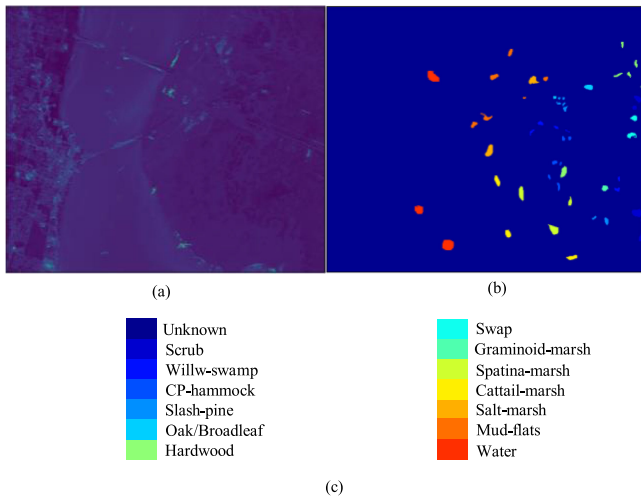 (a)
(b)
Unknown
Scrub
Willw-swamp
CP-hammock
Slash-pine
Oak/Broadleaf
Hardwood
Swap
Graminoid-marsh
Spatina-marsh
Cattail-marsh
Salt-marsh
Mud-flats
Water
(c)